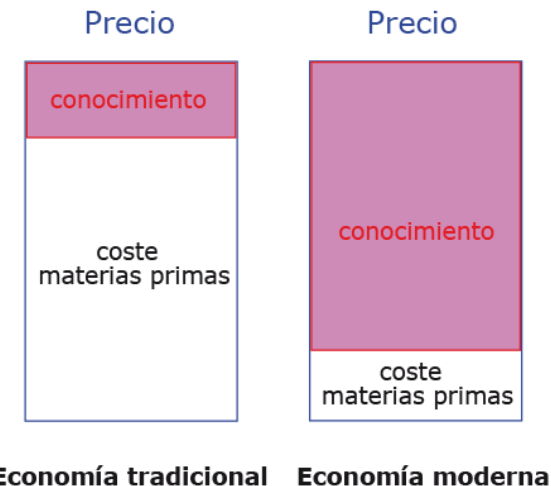 Precio
Precio
conocimiento
conocimiento
coste
materias primas
coste
materias primas
Economía tradicional
Economía moderna